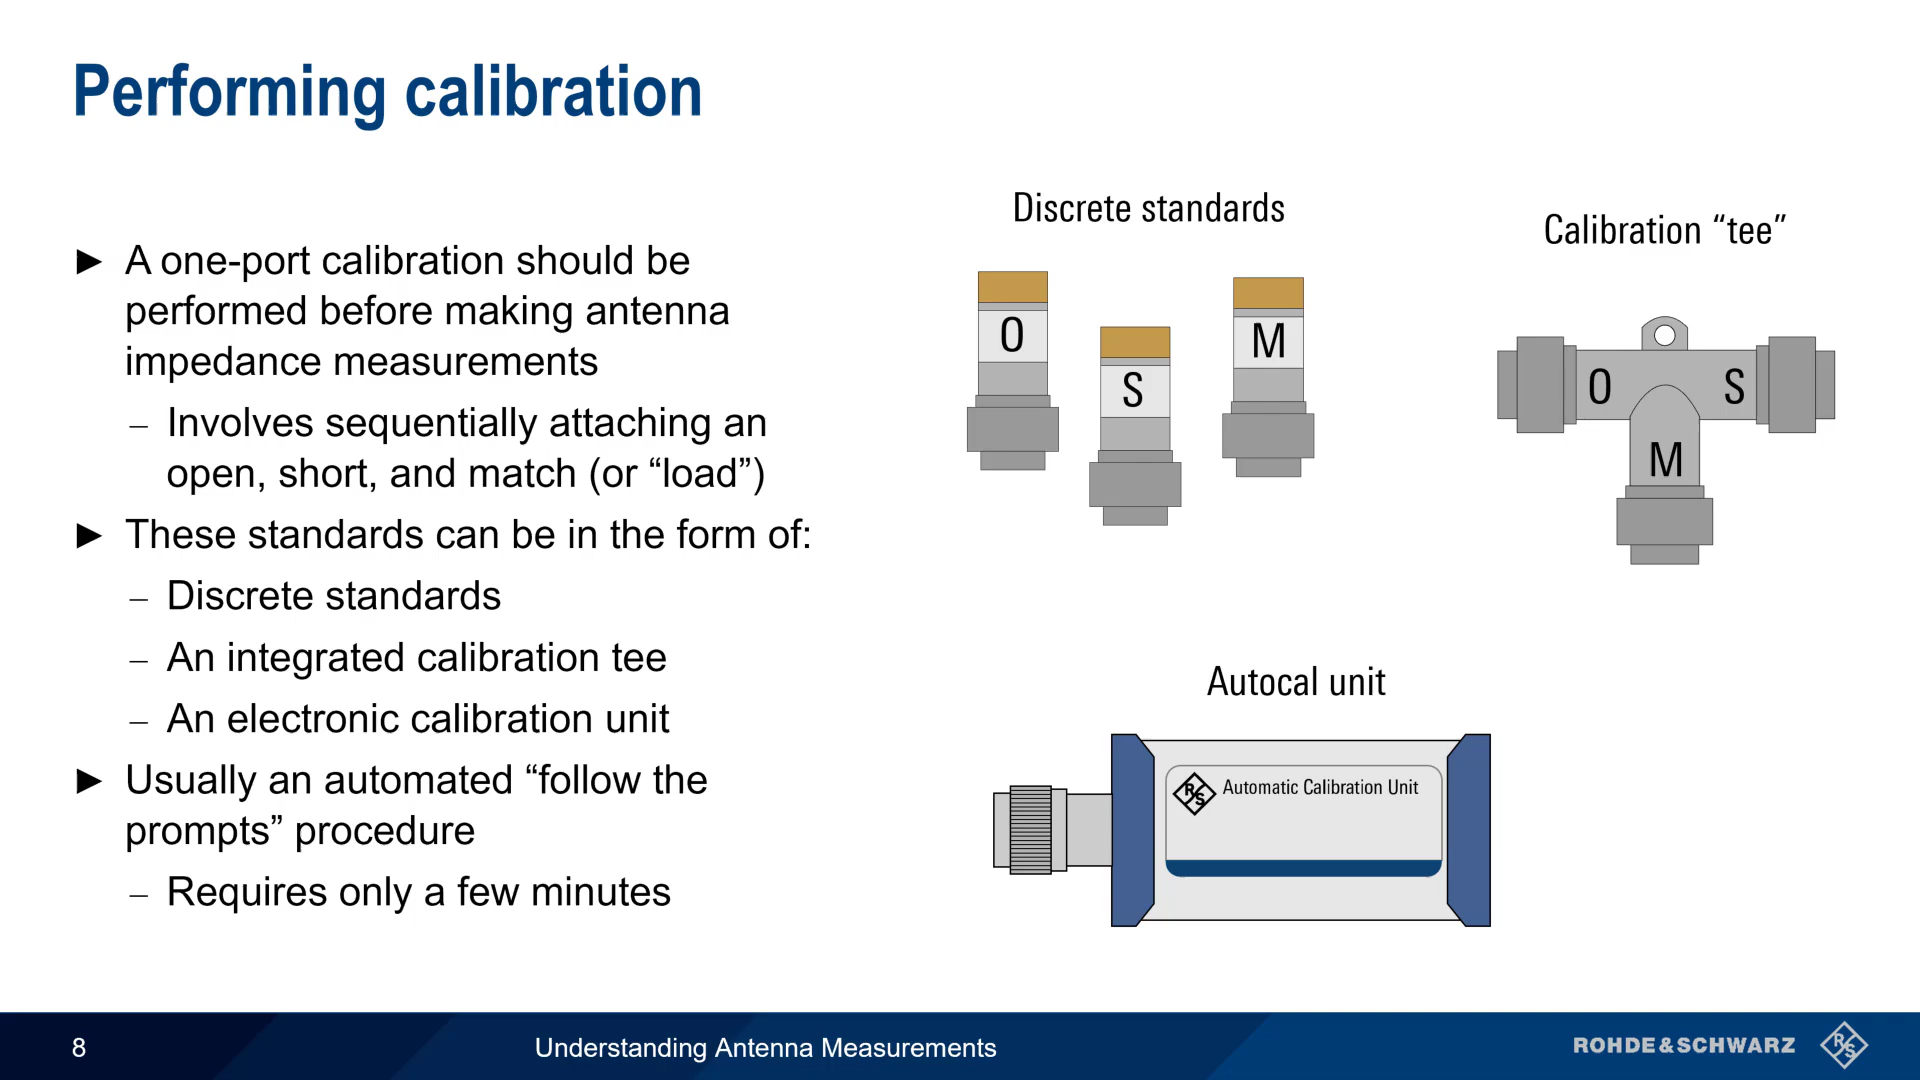 Performing calibration
► A one-port calibration should be
performed before making antenna
impedance measurements
– Involves sequentially attaching an
open, short, and match (or “load”)
► These standards can be in the form of:
– Discrete standards
– An integrated calibration tee
– An electronic calibration unit
► Usually an automated “follow the
prompts” procedure
– Requires only a few minutes
Discrete standards
O
S
M
Calibration “tee”
O
S
M
Autocal unit
R
S
Automatic Calibration Unit
8
Understanding Antenna Measurements
ROHDE&SCHWARZ
R
S